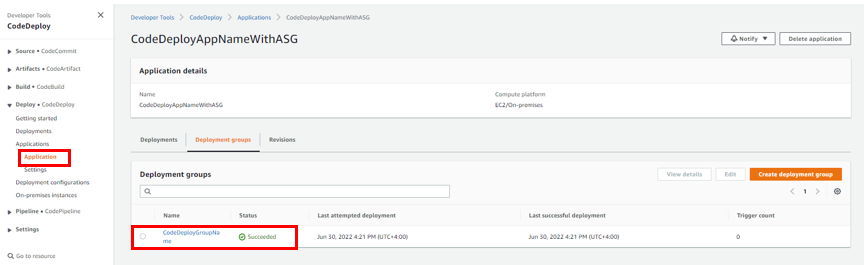 Developer Tools
CodeDeploy
Source • CodeCommit
Artifacts • CodeArtifact
Build • CodeBuild
Deploy • CodeDeploy
Getting started
Deployments
Applications
Application
Settings
Deployment configurations
On-premises instances
Pipeline • CodePipeline
Settings
Go to resource
Developer Tools > CodeDeploy > Applications > CodeDeployAppNameWithASG
CodeDeployAppNameWithASG
Notify
Delete application
Application details
Name
CodeDeployAppNameWithASG
Compute platform
EC2/On-premises
Deployments
Deployment groups
Revisions
Deployment groups
View details
Edit
Create deployment group
1
Name
Status
Last attempted deployment
Last successful deployment
Trigger count
CodeDeployGroupNa
me
Succeeded
Jun 30, 2022 4:21 PM (UTC+4:00)
Jun 30, 2022 4:21 PM (UTC+4:00)
0